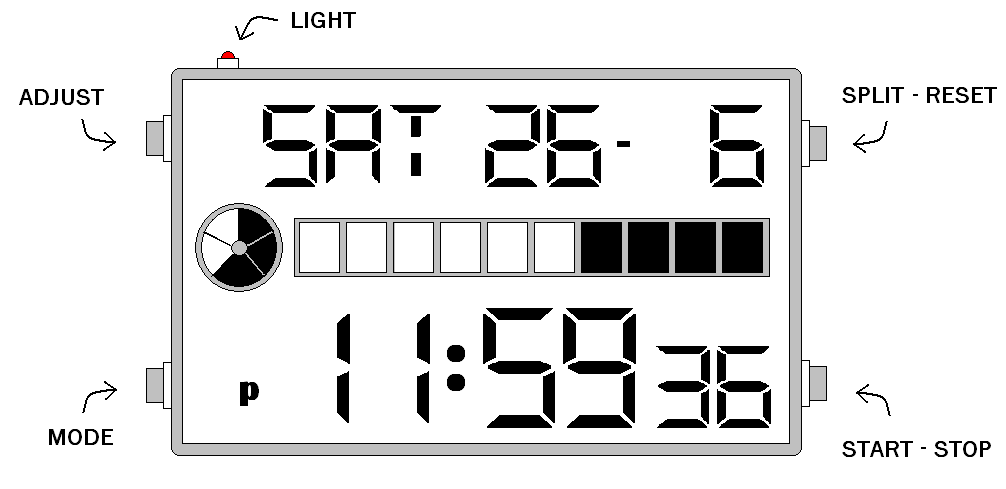 LIGHT
ADJUST
SPLIT - RESET
SAT 26- 6
p 11:59 36
MODE
START - STOP